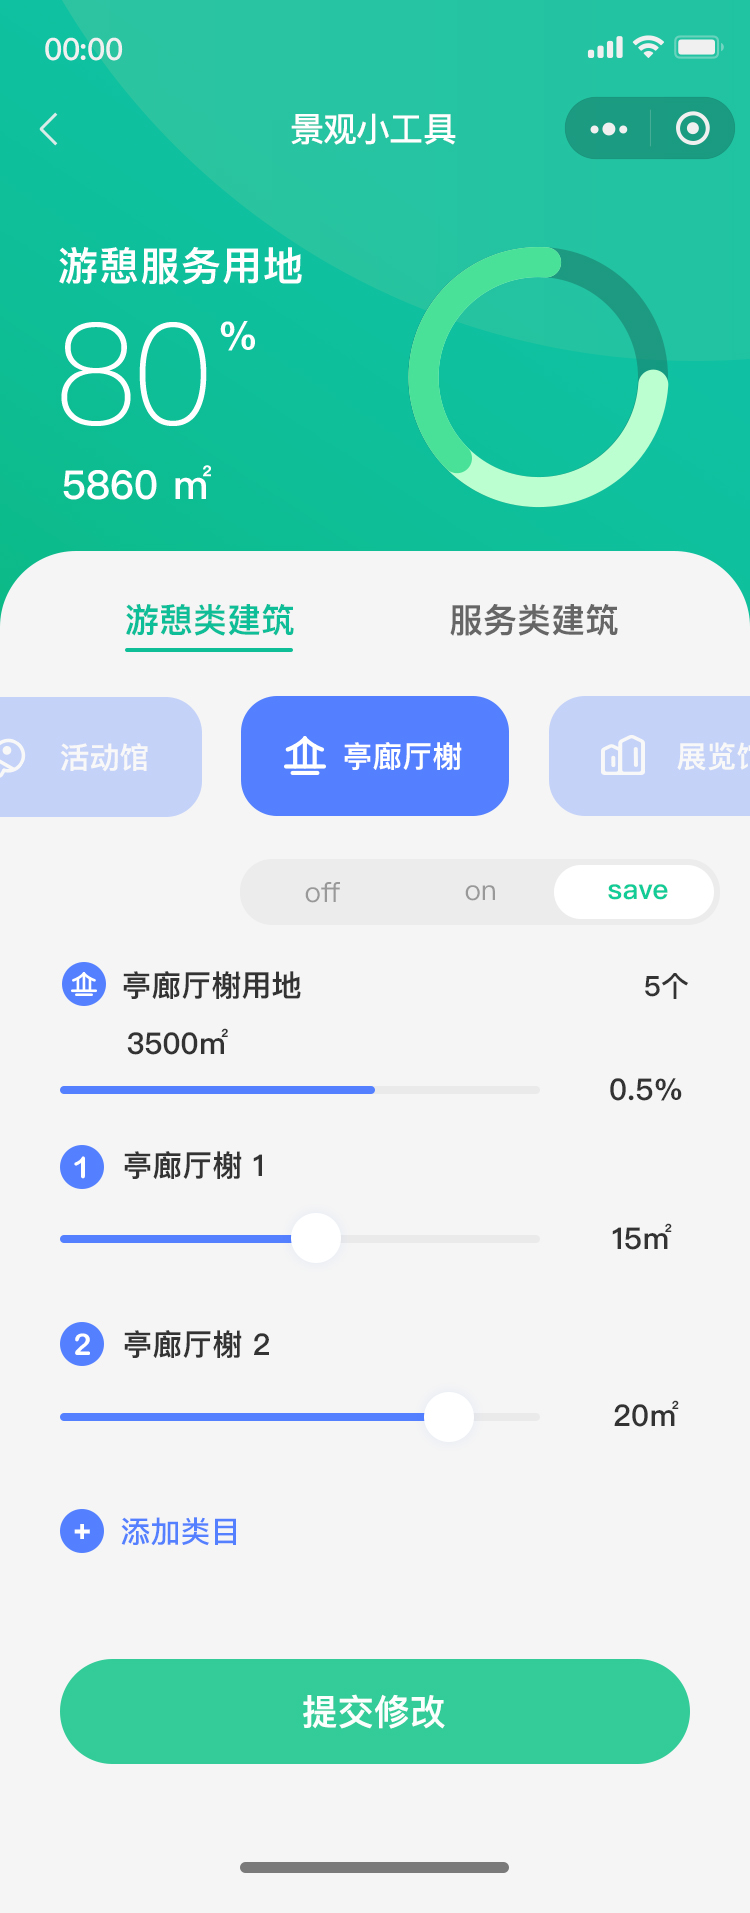 00:00
景观小工具
游憩服务用地
80%
5860 ㎡
游憩类建筑
服务类建筑
活动馆
亭廊厅榭
展览馆
off
on
save
亭廊厅榭用地
5个
3500㎡
0.5%
1
亭廊厅榭 1
15㎡
2
亭廊厅榭 2
20㎡
添加类目
提交修改